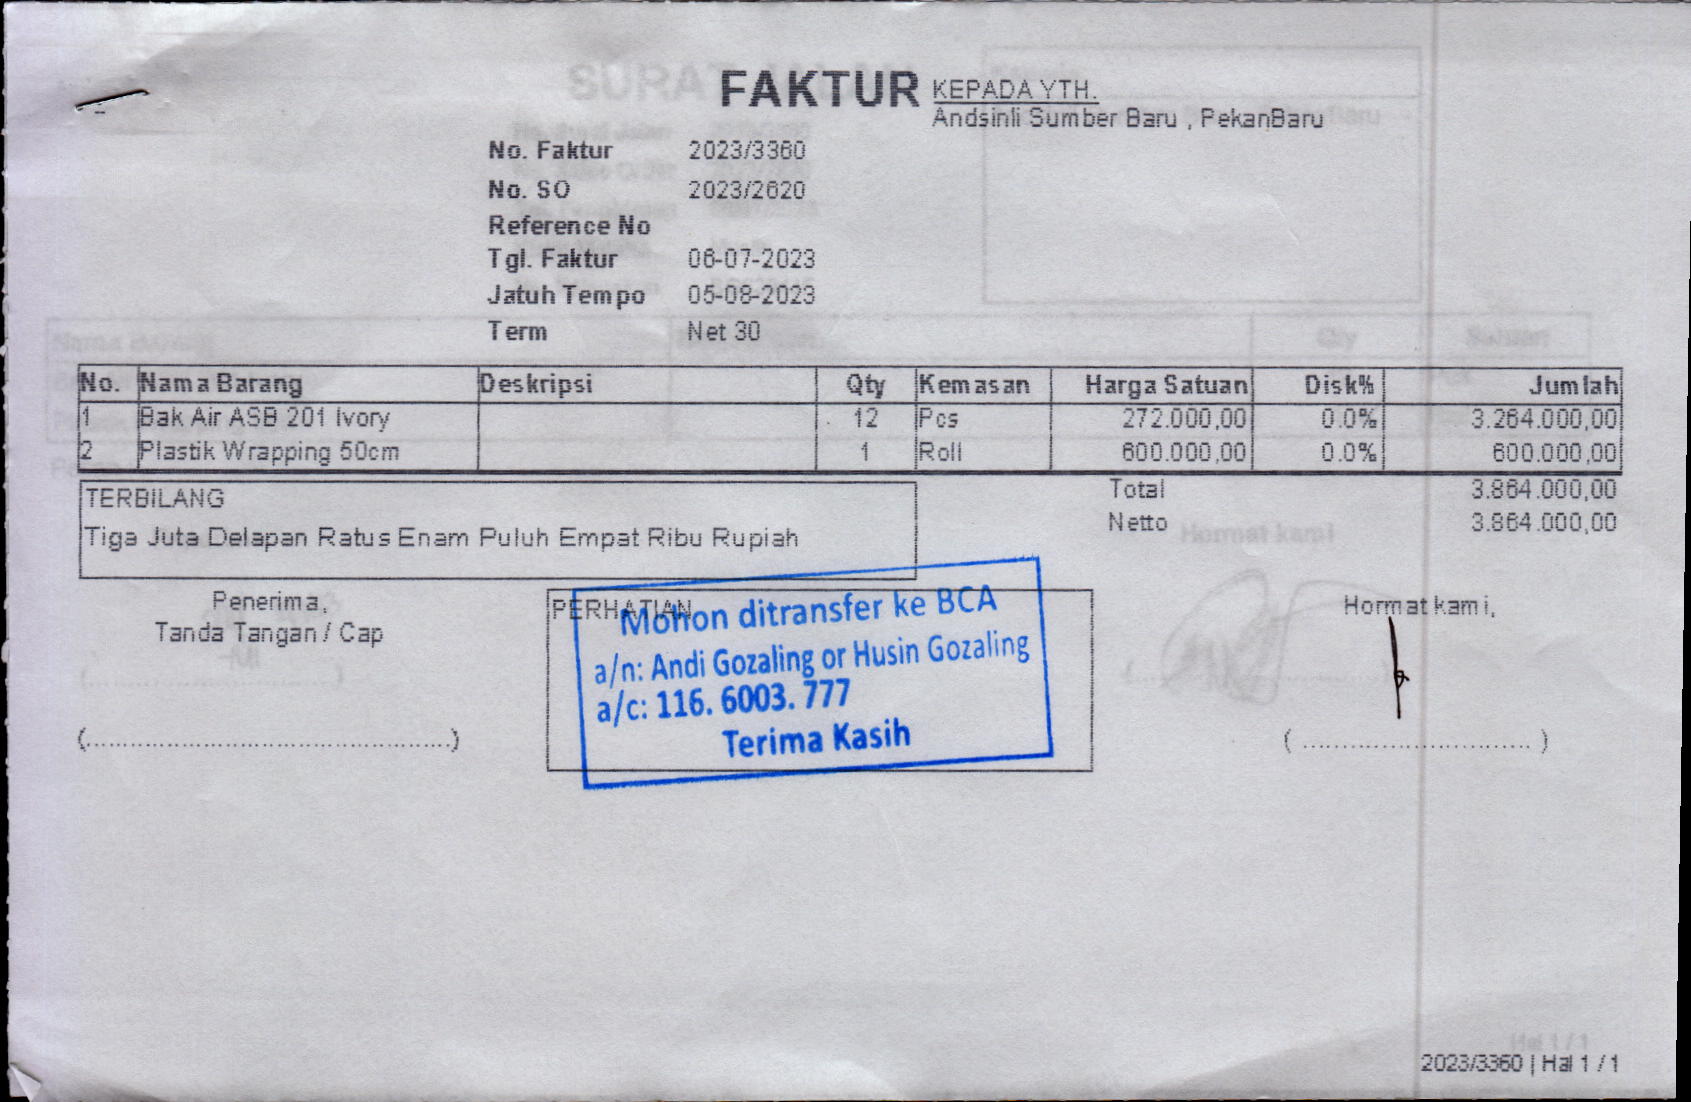 FAKTUR
KEPADA YTH.
Andsinli Sumber Baru , PekanBaru
No. Faktur 2023/3360
No. SO 2023/2620
Reference No
Tgl. Faktur 06-07-2023
Jatuh Tempo 05-08-2023
Term Net 30
No. Nama Barang Deskripsi Qty Kemasan Harga Satuan Disk% Jumlah
1 Bak Air ASB 201 Ivory 12 Pcs 272.000,00 0.0% 3.264.000,00
2 Plastik Wrapping 50cm 1 Roll 600.000,00 0.0% 600.000,00
Total 3.864.000,00
Netto 3.864.000,00
TERBILANG
Tiga Juta Delapan Ratus Enam Puluh Empat Ribu Rupiah
Penerima,
Tanda Tangan / Cap
(............................................)
PERHATIAN
Mohon ditransfer ke BCA
a/n: Andi Gozaling or Husin Gozaling
a/c: 116. 6003. 777
Terima Kasih
Hormat kami,
( ............................ )
2023/3360 | Hal 1 / 1